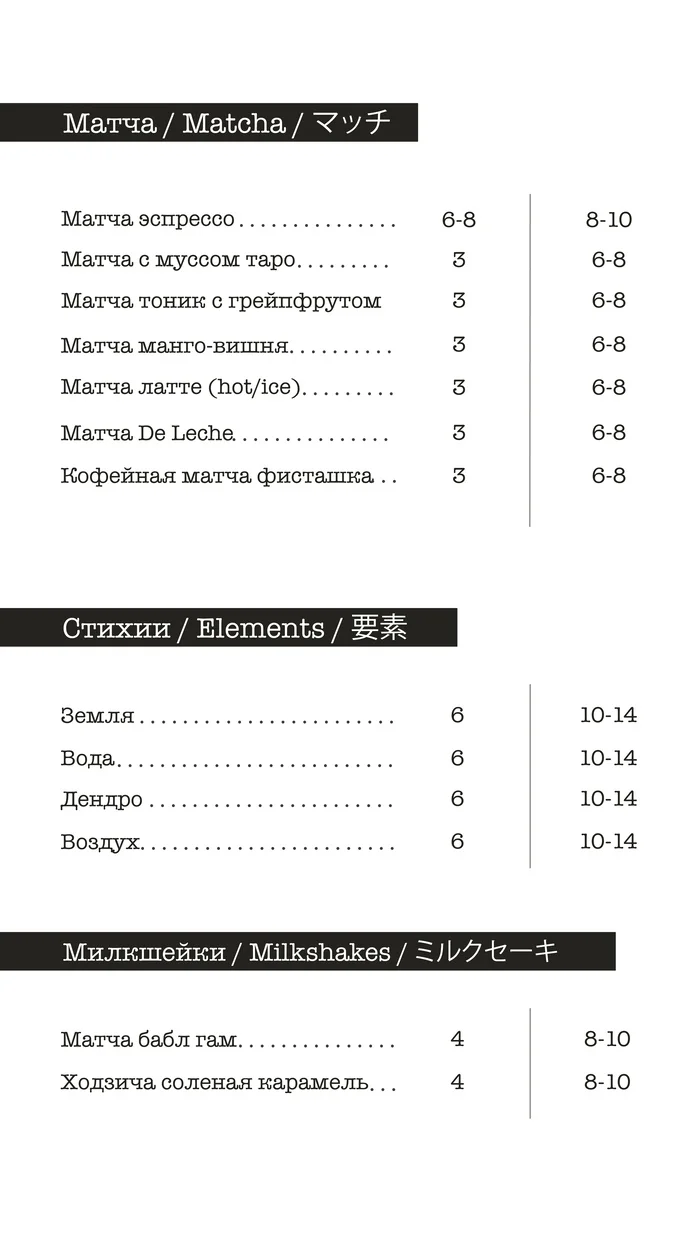 Матча / Matcha / マッチ
Матча эспрессо............... 6-8 8-10
Матча с муссом таро......... 3 6-8
Матча тоник с грейпфрутом 3 6-8
Матча манго-вишня.......... 3 6-8
Матча латте (hot/ice)......... 3 6-8
Матча De Leche............. 3 6-8
Кофейная матча фисташка... 3 6-8
Стихии / Elements / 要素
Земля........................ 6 10-14
Вода.......................... 6 10-14
Дендро....................... 6 10-14
Воздух........................ 6 10-14
Милкшейки / Milkshakes / ミルクセーキ
Матча бабл гам............... 4 8-10
Ходзича соленая карамель... 4 8-10